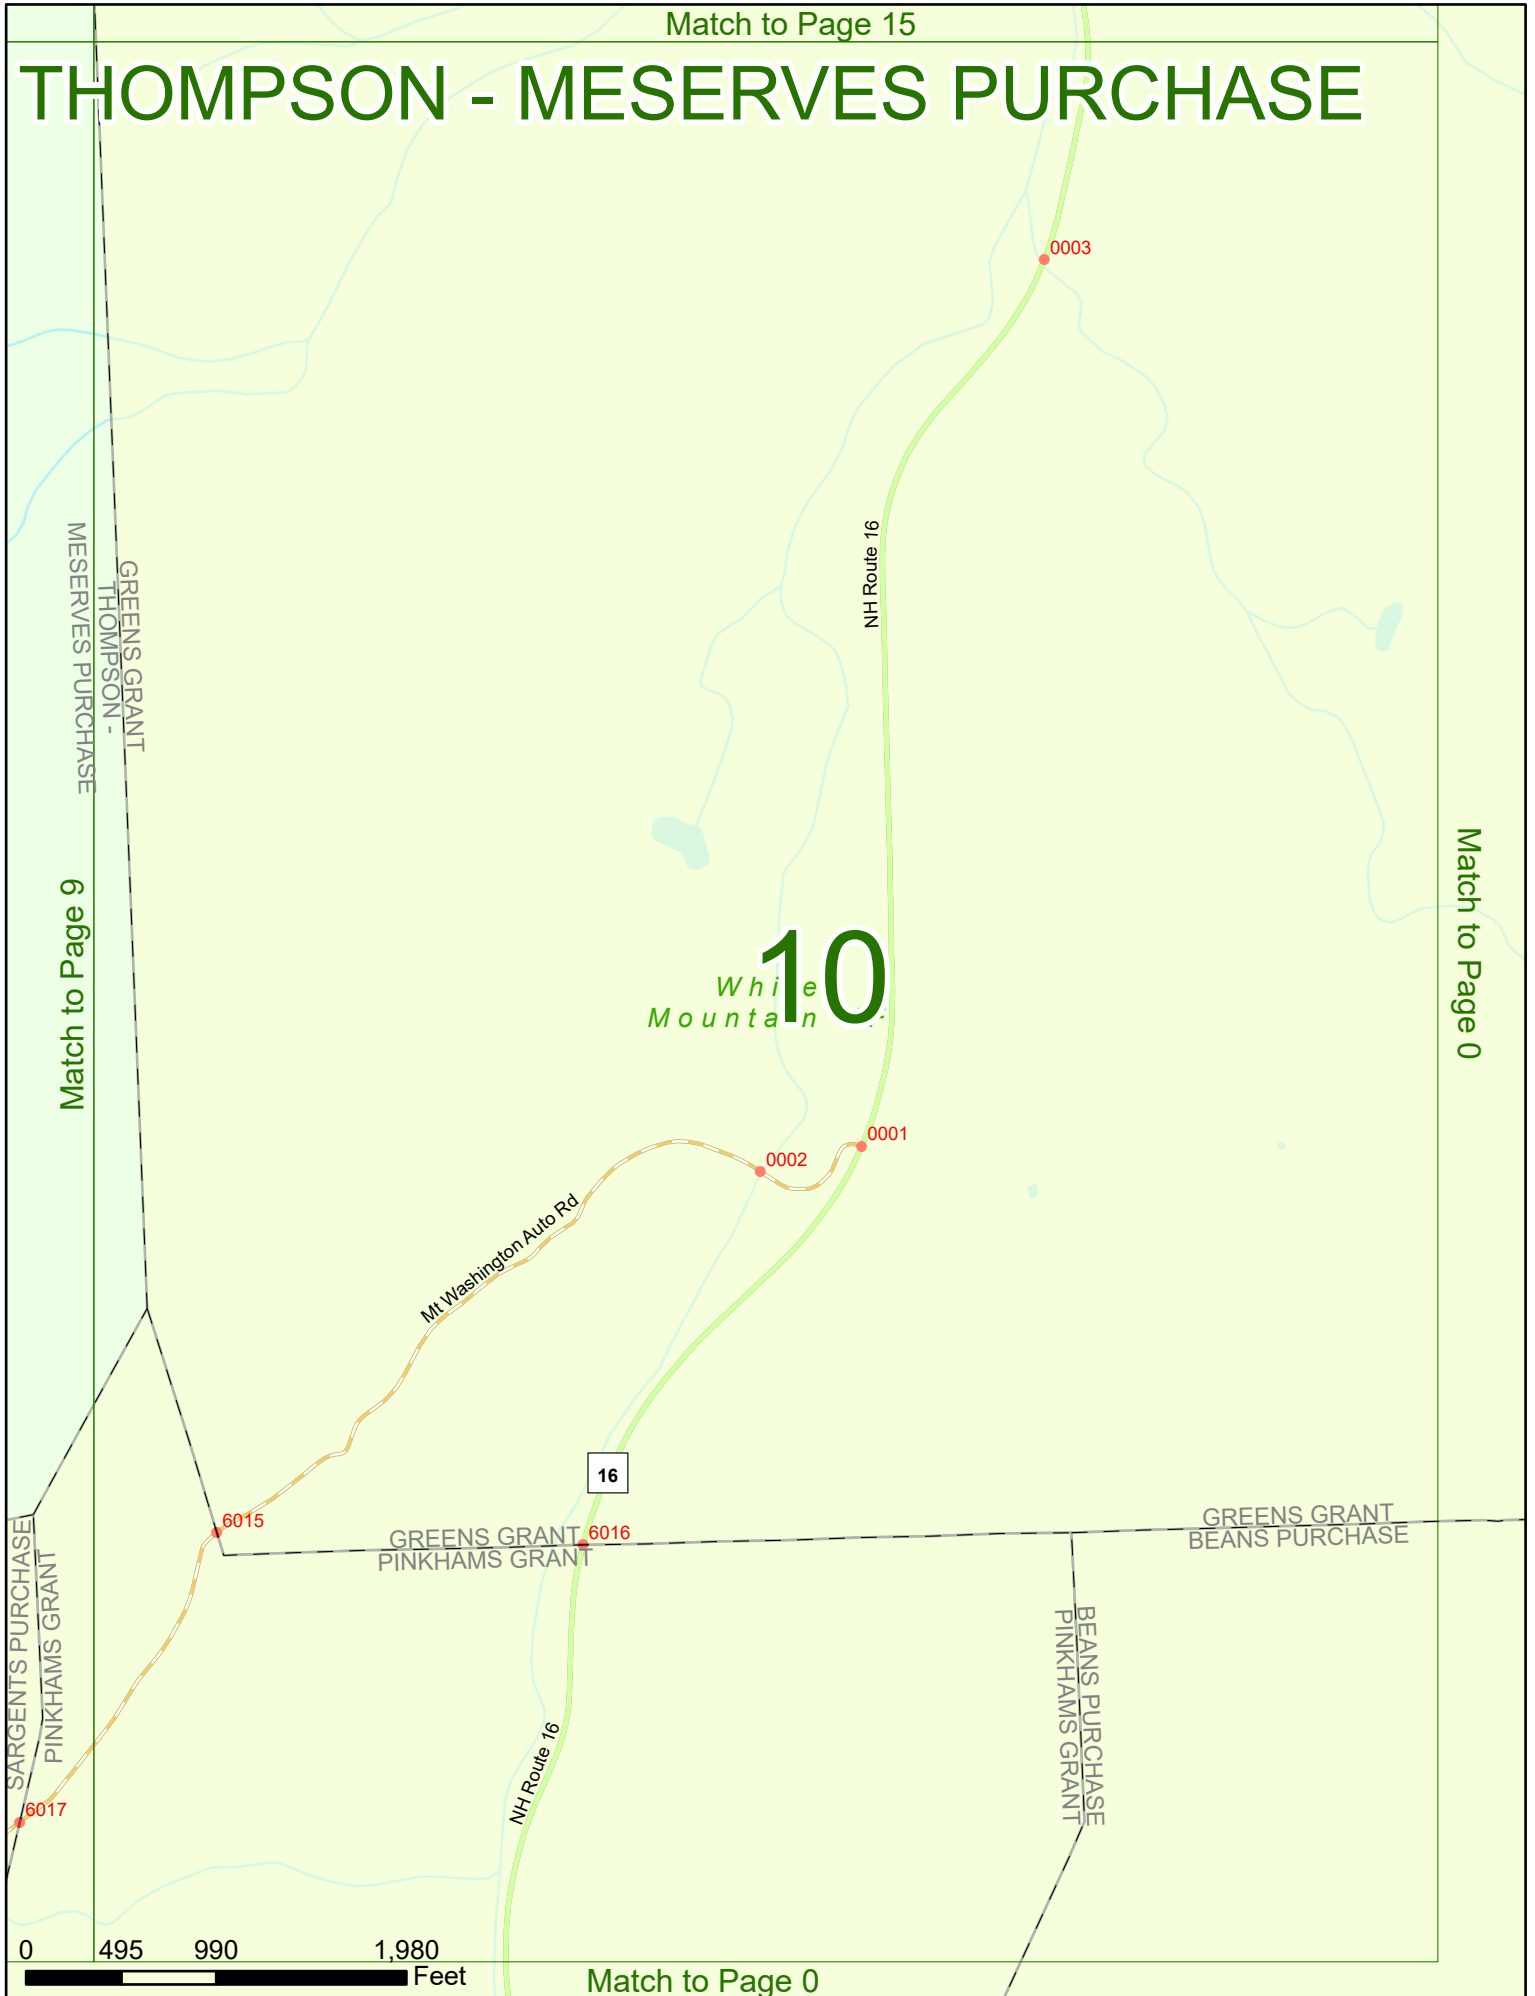 Match to Page 15
THOMPSON - MESERVES PURCHASE
0003
NH Route 16
GREENS GRANT
THOMPSON -
MESERVES PURCHASE
Match to Page 9
Match to Page 0
10
White
Mountain
0001
0002
Mt Washington Auto Rd
16
6015
6016
GREENS GRANT
PINKHAMS GRANT
GREENS GRANT
BEANS PURCHASE
SARGENTS PURCHASE
PINKHAMS GRANT
BEANS PURCHASE
PINKHAMS GRANT
NH Route 16
6017
0 495 990 1,980
Feet
Match to Page 0